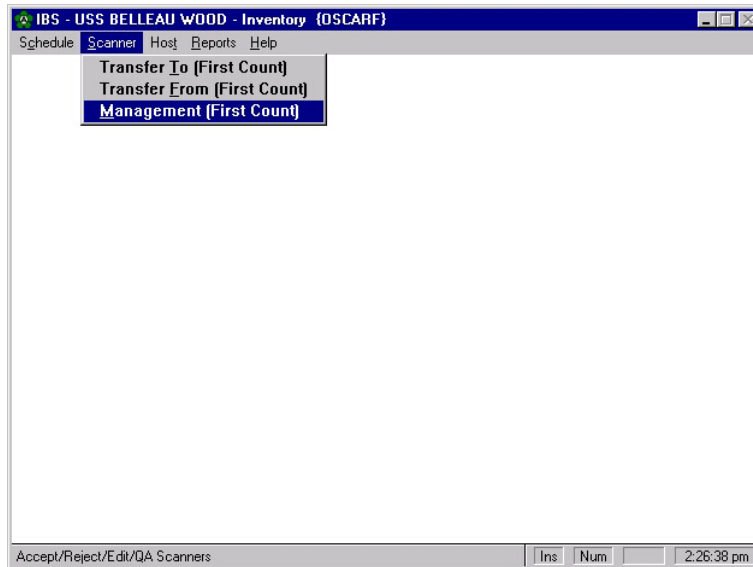 IBS - USS BELLEAU WOOD - Inventory {OSCARF}
Schedule Scanner Host Reports Help
Transfer To (First Count)
Transfer From (First Count)
Management (First Count)
Accept/Reject/Edit/QA Scanners Ins Num 2:26:38 pm